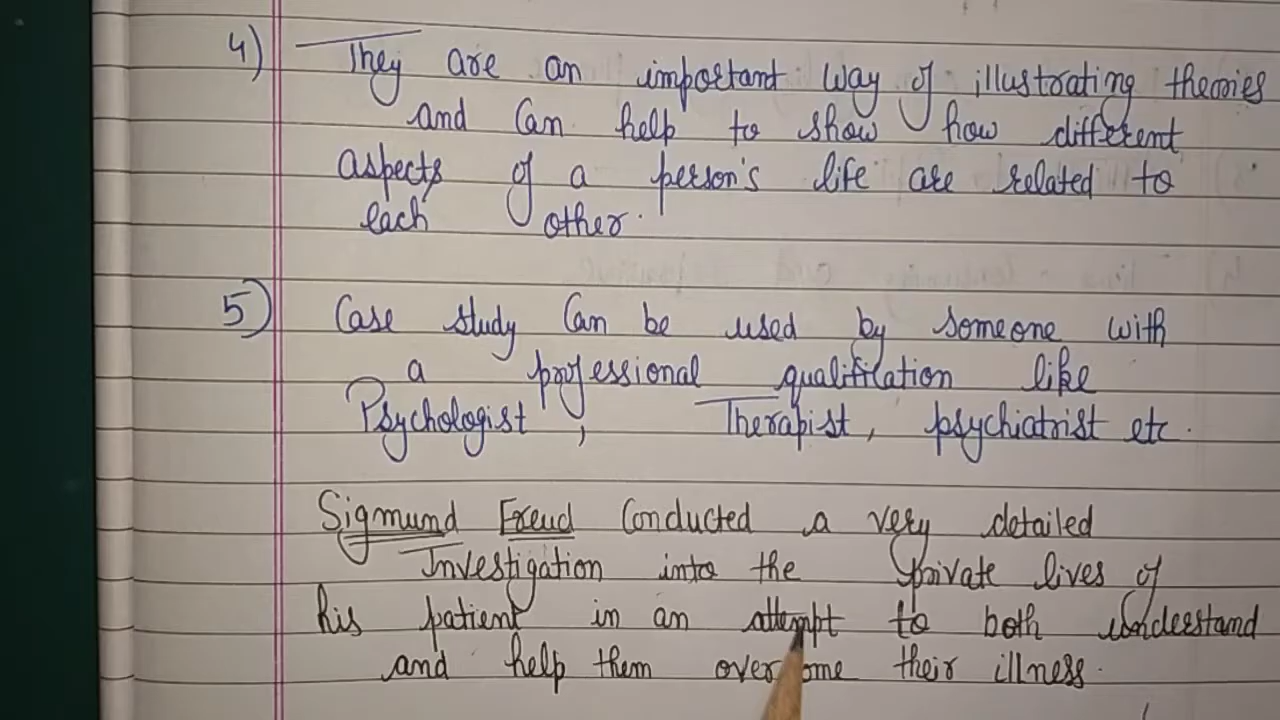 4) They are an important way of illustrating theories
and can help to show how different
aspects of a person's life are related to
each other.
5) Case study can be used by someone with
a professional qualification like
Psychologist, Therapist, psychiatrist etc.
Sigmund Freud conducted a very detailed
Investigation into the private lives of
his patient in an attempt to both understand
and help them overcome their illness.